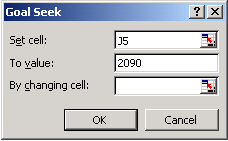 Goal Seek
Set cell: J5
To value: 2090
By changing cell:
OK Cancel